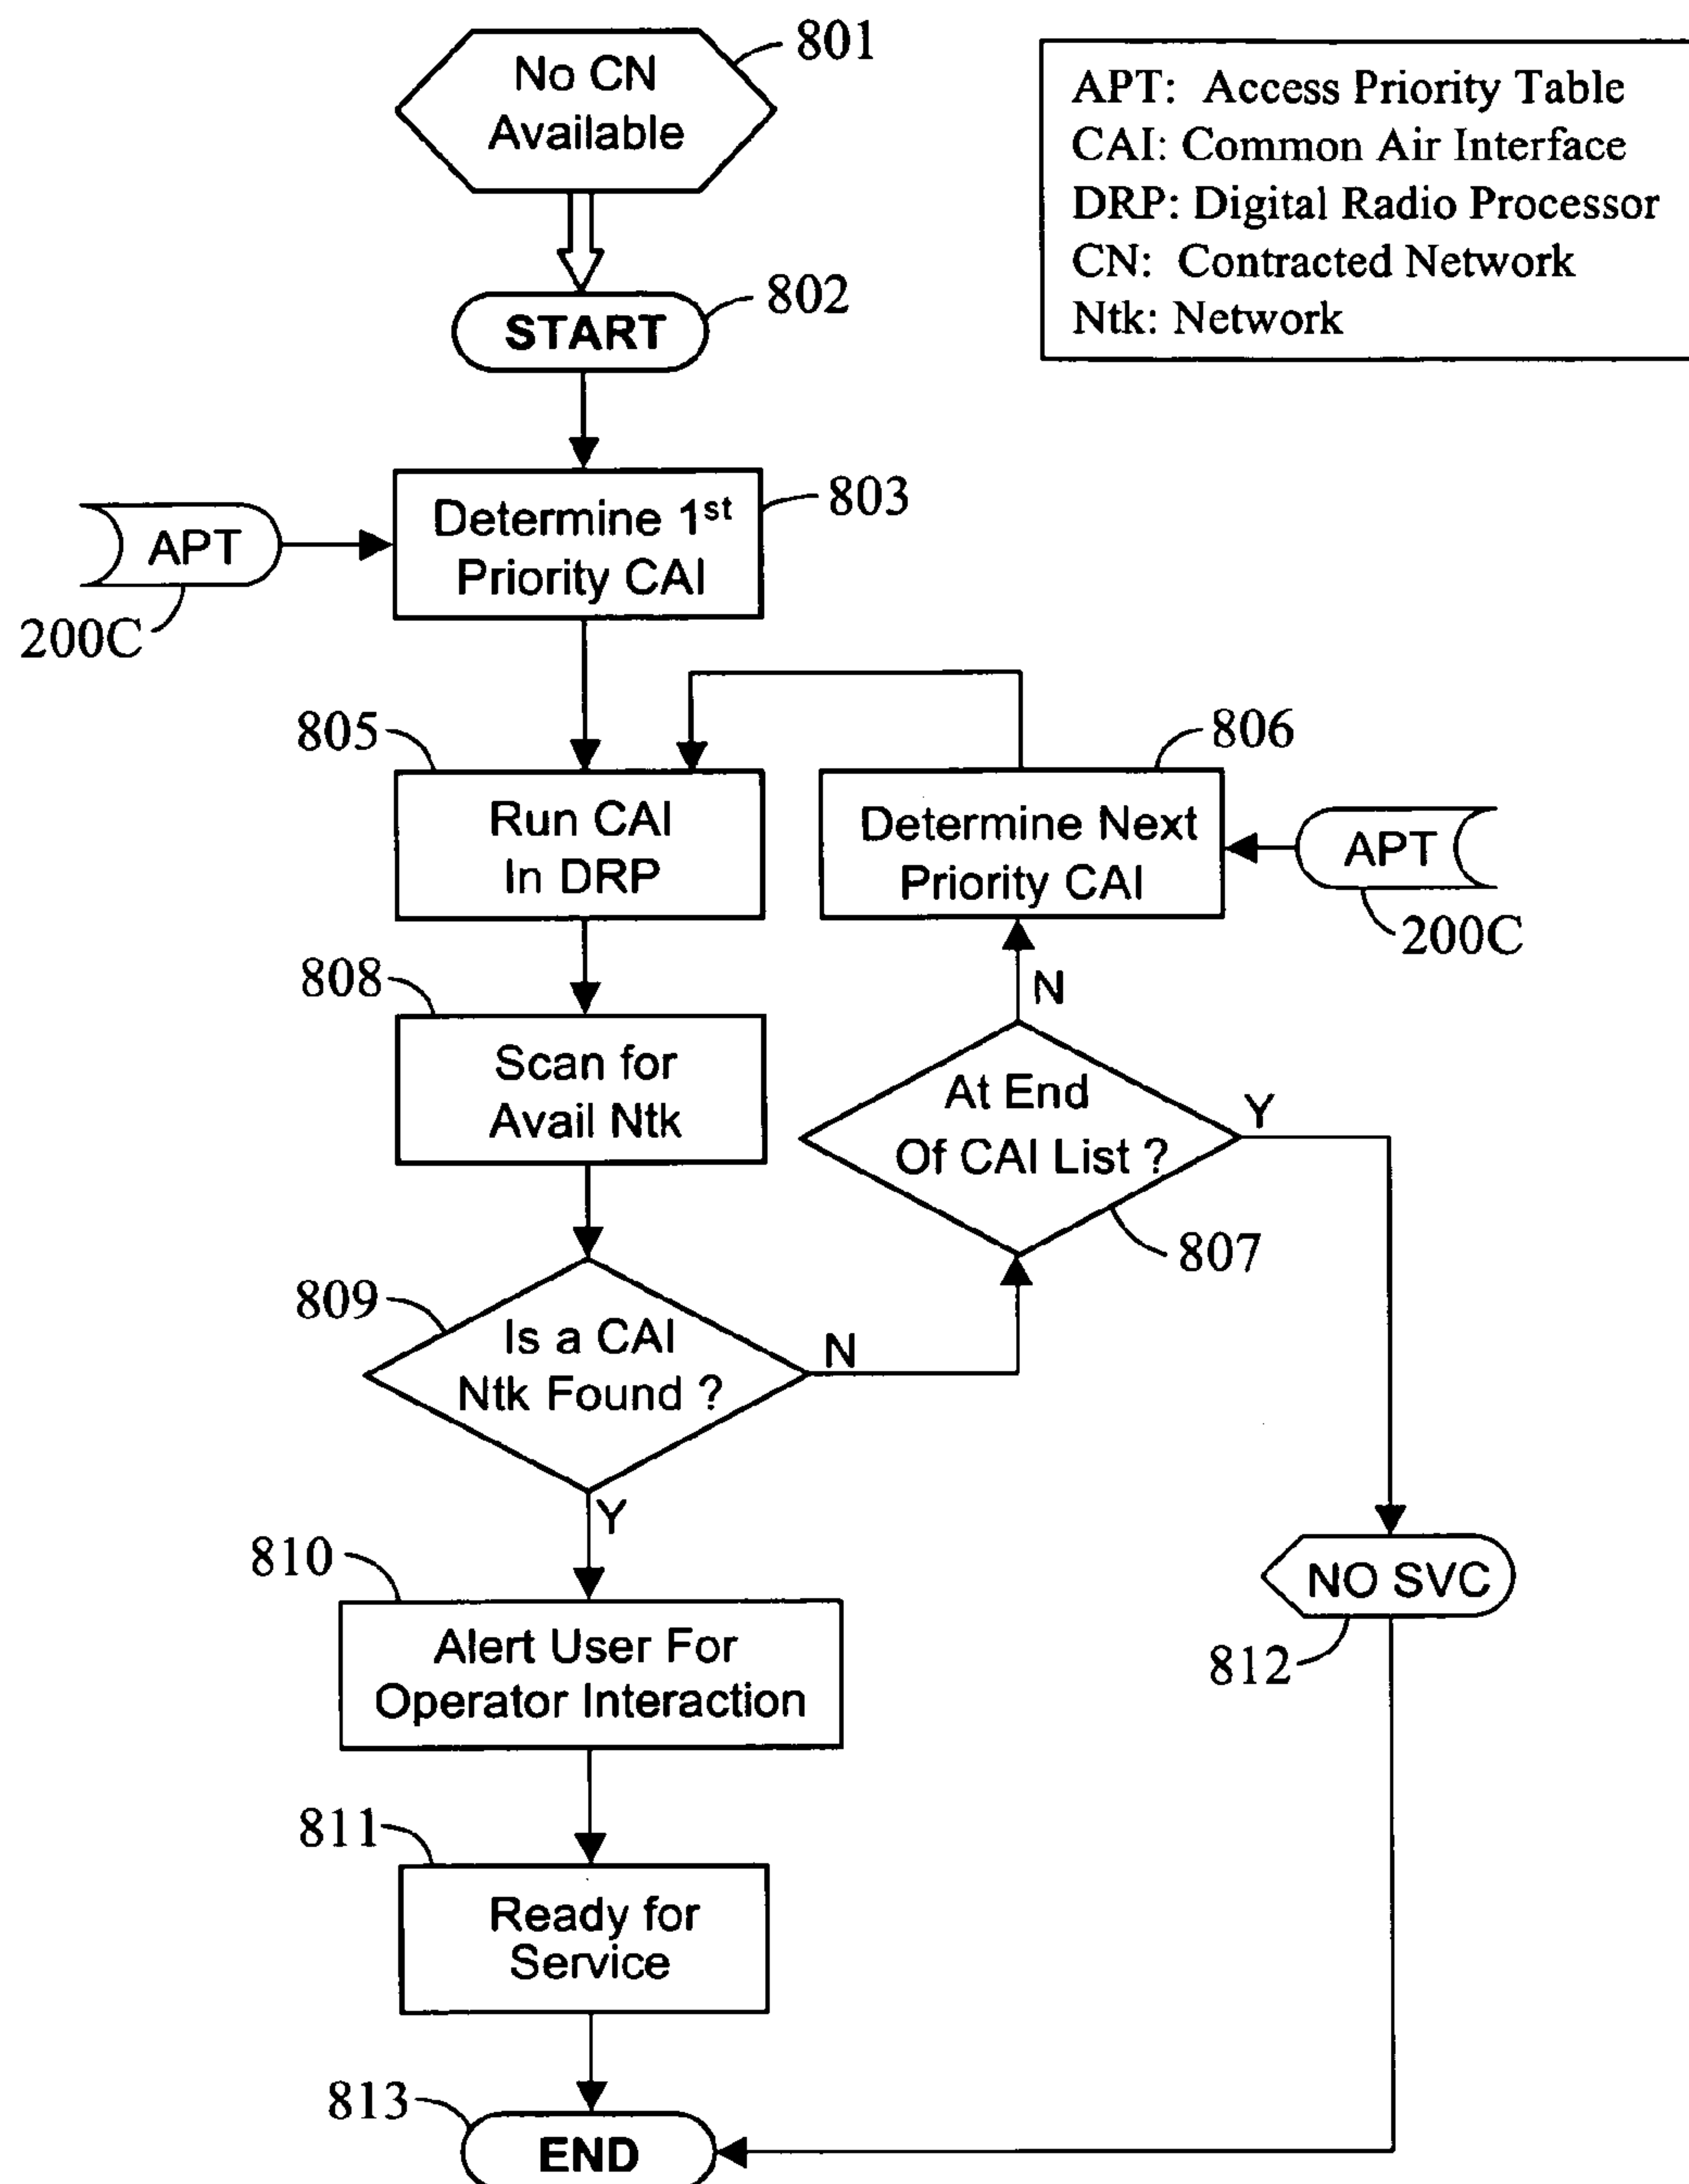 801
No CN
Available
APT: Access Priority Table
CAI: Common Air Interface
DRP: Digital Radio Processor
CN: Contracted Network
Ntk: Network
802
START
803
Determine 1st
Priority CAI
APT
200C
805
Run CAI
In DRP
806
Determine Next
Priority CAI
APT
200C
N
808
Scan for
Avail Ntk
At End
Of CAI List ?
Y
807
809
Is a CAI
Ntk Found ?
N
Y
810
Alert User For
Operator Interaction
NO SVC
812
811
Ready for
Service
813
END